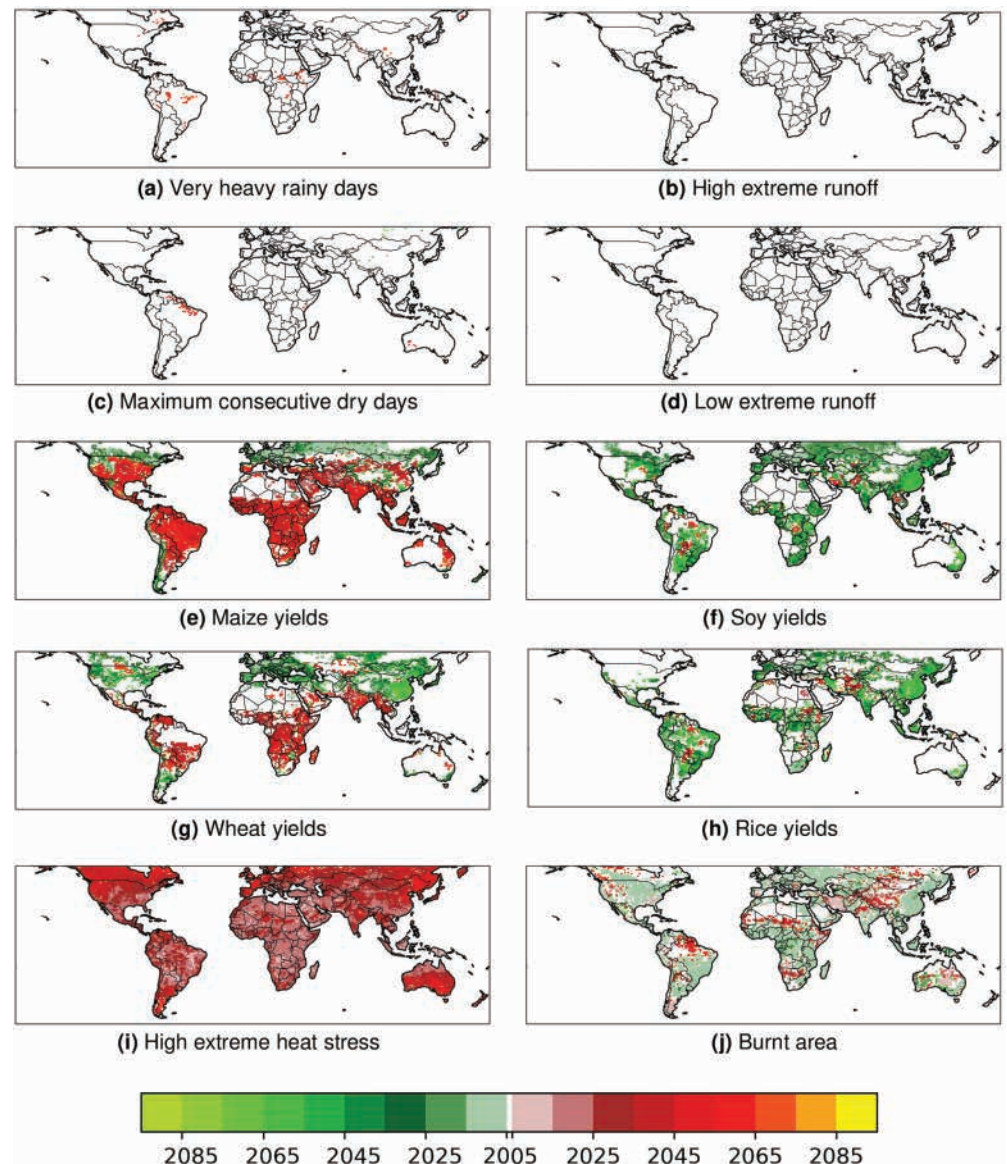 (a) Very heavy rainy days
(b) High extreme runoff
(c) Maximum consecutive dry days
(d) Low extreme runoff
(e) Maize yields
(f) Soy yields
(g) Wheat yields
(h) Rice yields
(i) High extreme heat stress
(j) Burnt area
2085 2065 2045 2025 2005 2025 2045 2065 2085